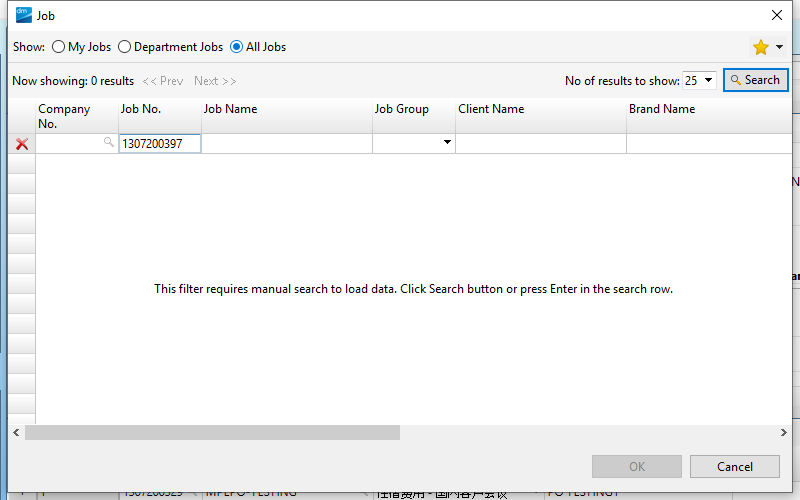 dm Job
Show: My Jobs Department Jobs All Jobs
Now showing: 0 results << Prev Next >> No of results to show: 25 Search
Company No. Job No. Job Name Job Group Client Name Brand Name
1307200397
This filter requires manual search to load data. Click Search button or press Enter in the search row.
OK Cancel